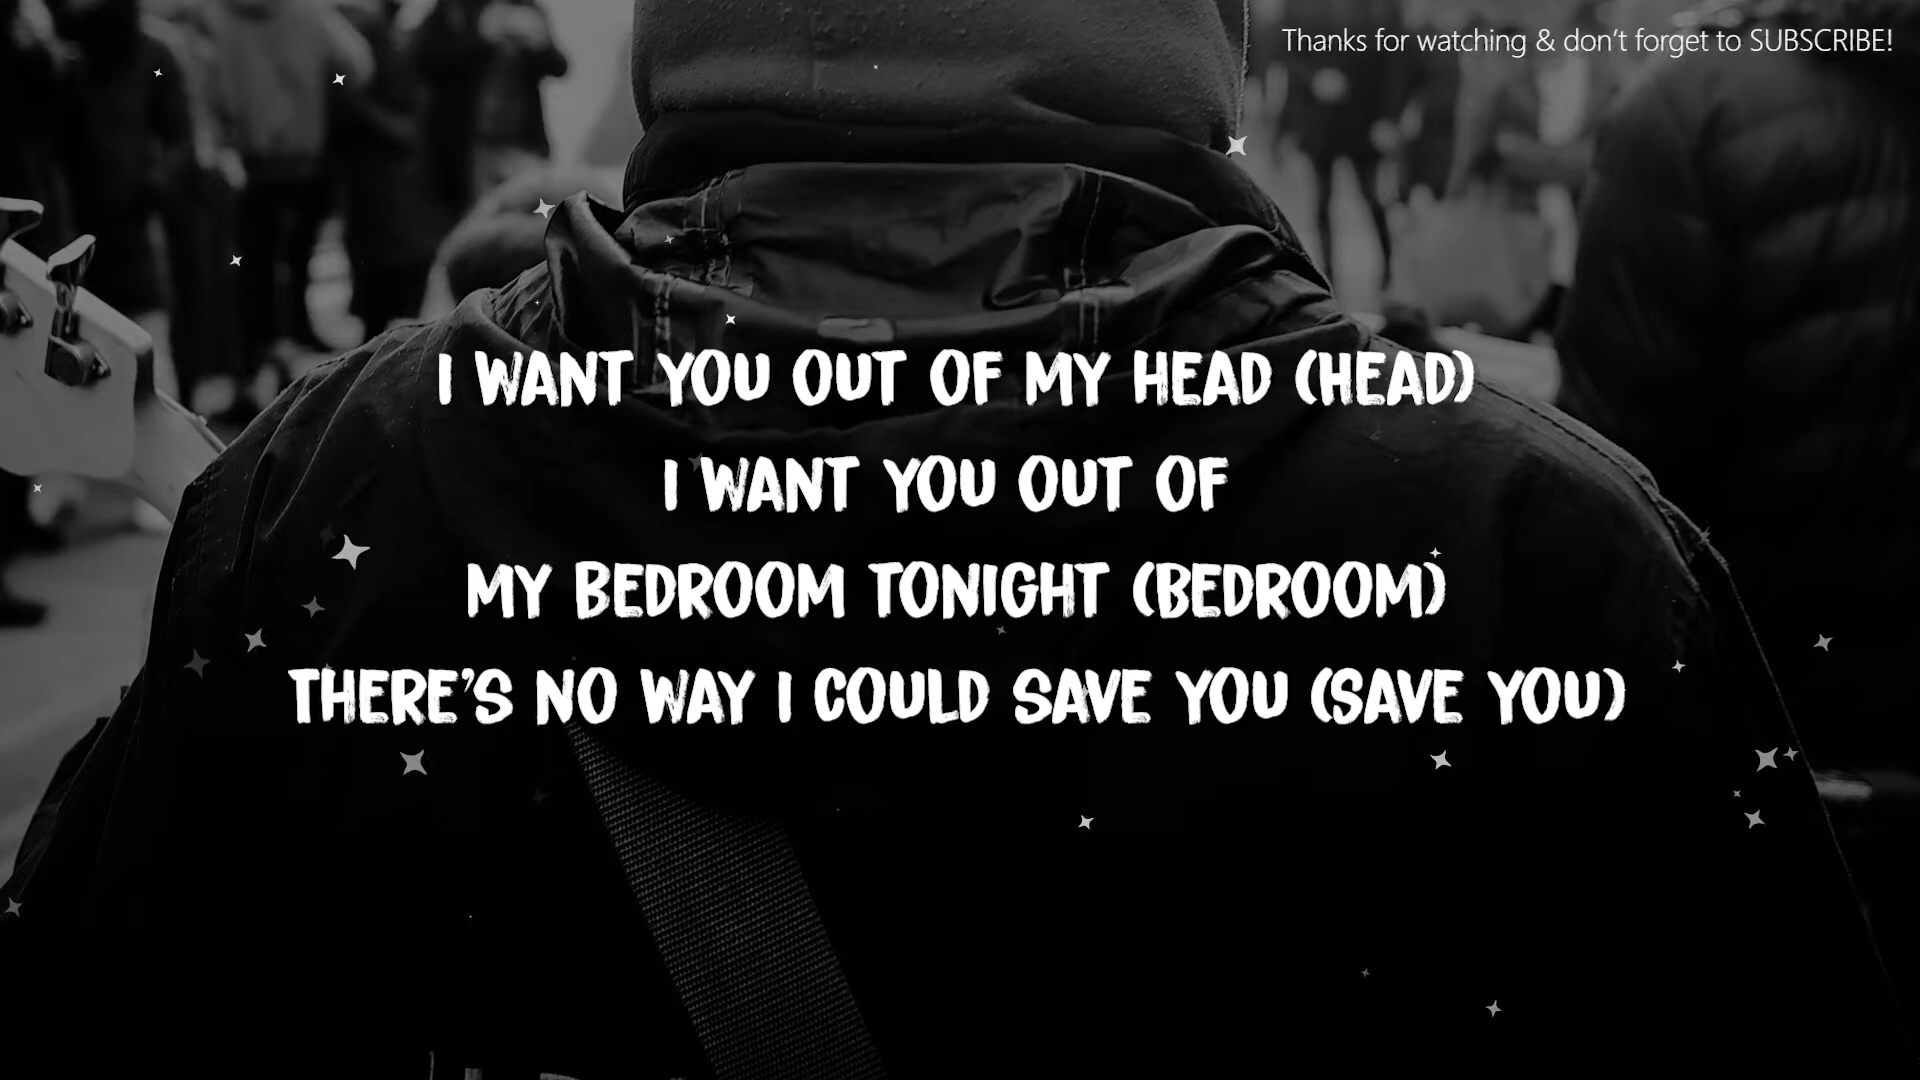 Thanks for watching & don't forget to SUBSCRIBE!
I WANT YOU OUT OF MY HEAD (HEAD)
I WANT YOU OUT OF
MY BEDROOM TONIGHT (BEDROOM)
THERE'S NO WAY I COULD SAVE YOU (SAVE YOU)